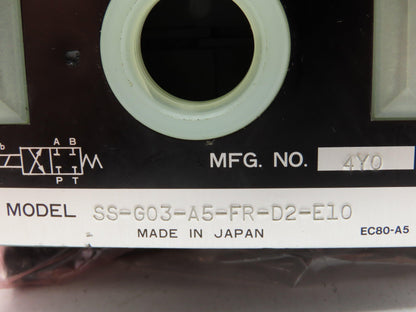 b A B
P T
MFG. NO. 4Y0
MODEL SS-G03-A5-FR-D2-E10
MADE IN JAPAN EC80-A5